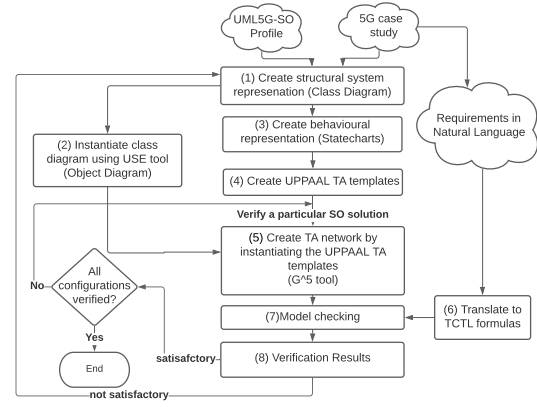 UML5G-SO
Profile
5G case
study
(1) Create structural system
represenation (Class Diagram)
Requirements in
Natural Language
(2) Instantiate class
diagram using USE tool
(Object Diagram)
(3) Create behavioural
representation (Statecharts)
(4) Create UPPAAL TA templates
Verify a particular SO solution
(5) Create TA network by
instantiating the UPPAAL TA
templates
(G^5 tool)
All
configurations
verified?
No
Yes
(6) Translate to
TCTL formulas
(7)Model checking
(8) Verification Results
satisafctory
End
not satisfactory